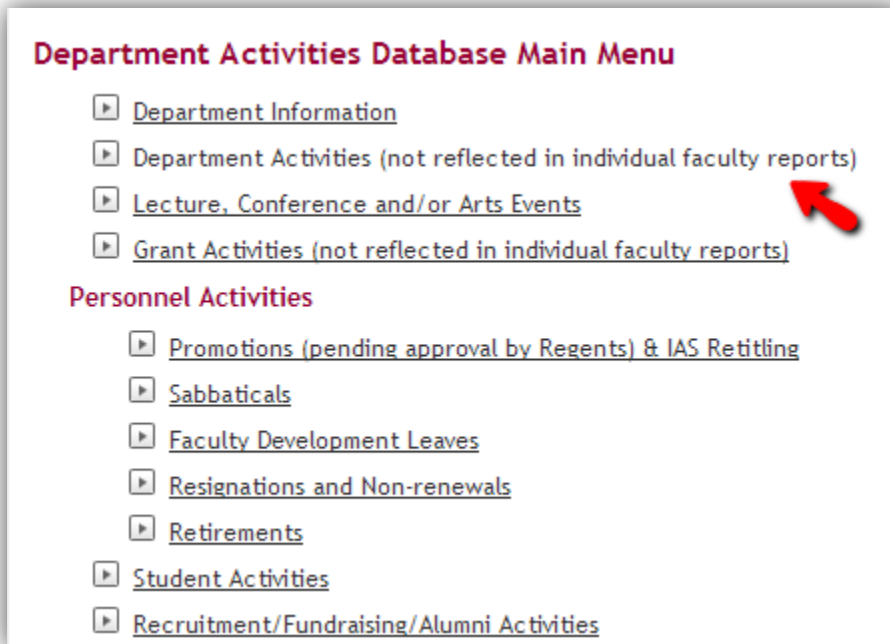 Department Activities Database Main Menu
Department Information
Department Activities (not reflected in individual faculty reports)
Lecture, Conference and/or Arts Events
Grant Activities (not reflected in individual faculty reports)
Personnel Activities
Promotions (pending approval by Regents) & IAS Retitling
Sabbaticals
Faculty Development Leaves
Resignations and Non-renewals
Retirements
Student Activities
Recruitment/Fundraising/Alumni Activities